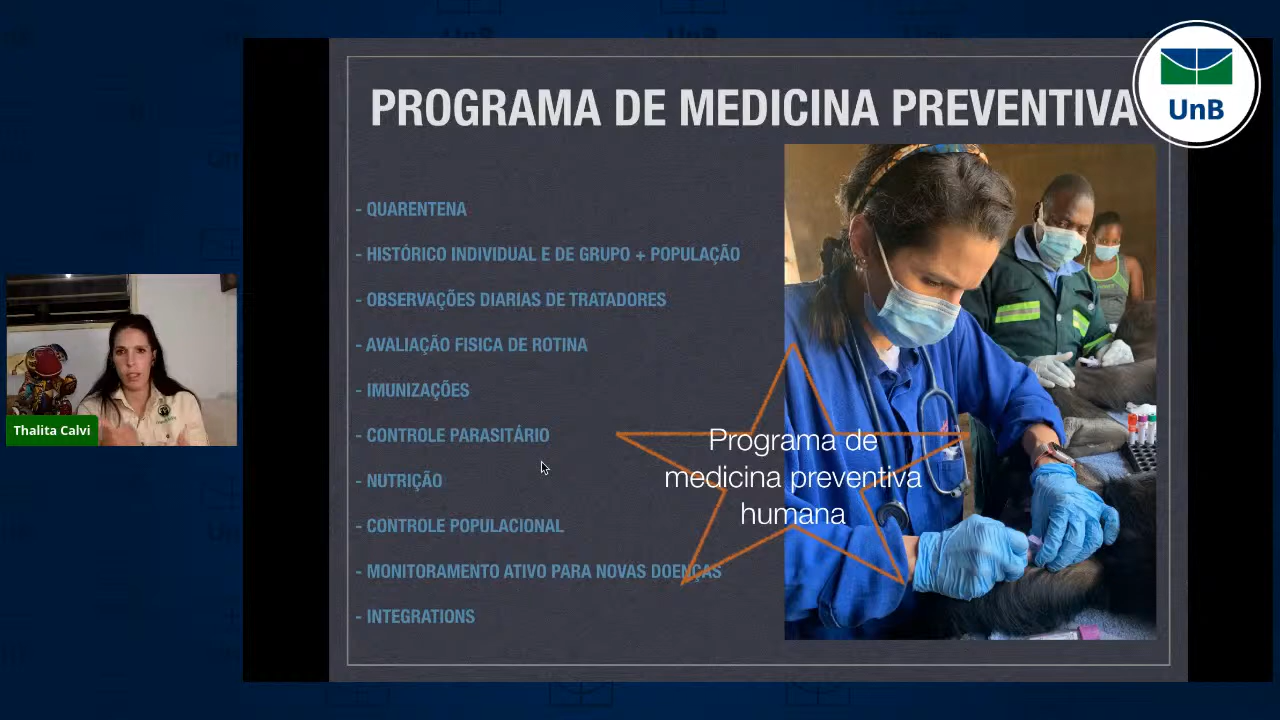 PROGRAMA DE MEDICINA PREVENTIVA
UnB
- QUARENTENA
- HISTÓRICO INDIVIDUAL E DE GRUPO + POPULAÇÃO
- OBSERVAÇÕES DIARIAS DE TRATADORES
- AVALIAÇÃO FISICA DE ROTINA
- IMUNIZAÇÕES
- CONTROLE PARASITÁRIO
- NUTRIÇÃO
- CONTROLE POPULACIONAL
- MONITORAMENTO ATIVO PARA NOVAS DOENÇAS
- INTEGRATIONS
Programa de
medicina preventiva
humana
Thalita Calvi